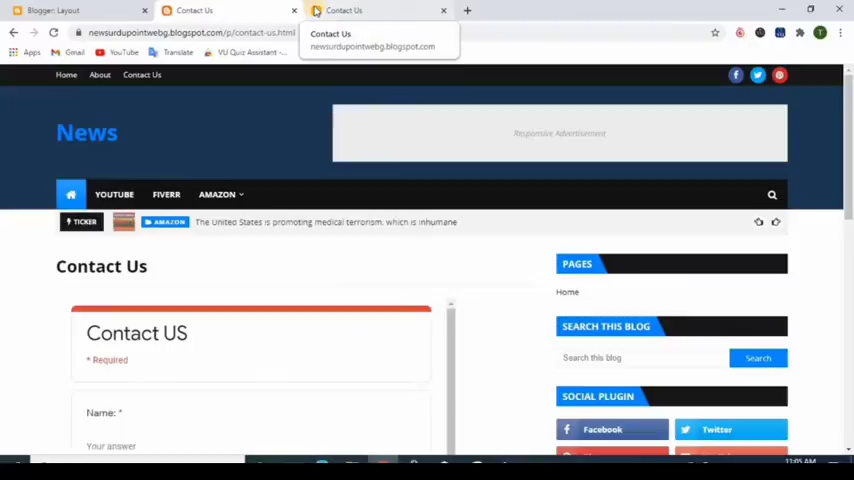 Blogger: Layout
Contact Us
Contact Us
newsurdupointwebg.blogspot.com/p/contact-us.html
Contact Us
newsurdupointwebg.blogspot.com
Apps
Gmail
YouTube
Translate
VU Quiz Assistant -...
T
Home
About
Contact Us
News
Responsive Advertisement
YOUTUBE
FIVERR
AMAZON
TICKER
AMAZON
The United States is promoting medical terrorism, which is inhumane
Contact Us
PAGES
Contact US
Home
* Required
SEARCH THIS BLOG
Search this blog
Search
SOCIAL PLUGIN
Name: *
Facebook
Twitter
Your answer
11:05 AM